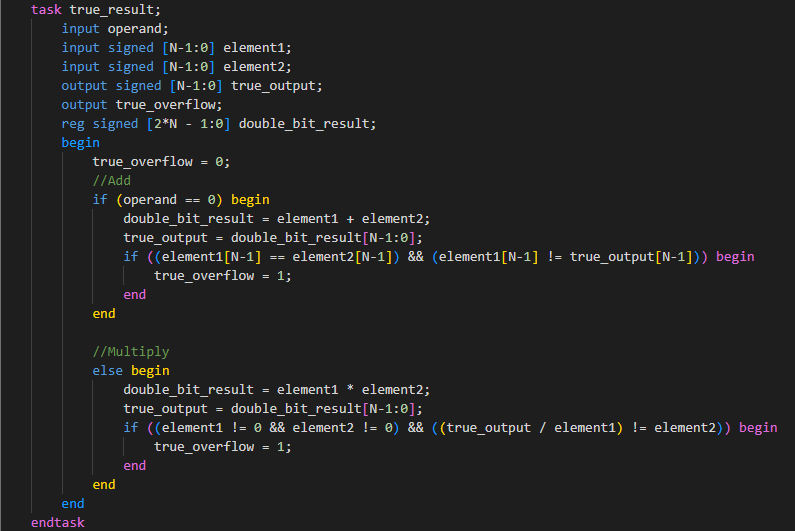 task true_result;
    input operand;
    input signed [N-1:0] element1;
    input signed [N-1:0] element2;
    output signed [N-1:0] true_output;
    output true_overflow;
    reg signed [2*N - 1:0] double_bit_result;
    begin
        true_overflow = 0;
        //Add
        if (operand == 0) begin
            double_bit_result = element1 + element2;
            true_output = double_bit_result[N-1:0];
            if ((element1[N-1] == element2[N-1]) && (element1[N-1] != true_output[N-1])) begin
                true_overflow = 1;
            end
        end

        //Multiply
        else begin
            double_bit_result = element1 * element2;
            true_output = double_bit_result[N-1:0];
            if ((element1 != 0 && element2 != 0) && ((true_output / element1) != element2)) begin
                true_overflow = 1;
            end
        end
    end
endtask